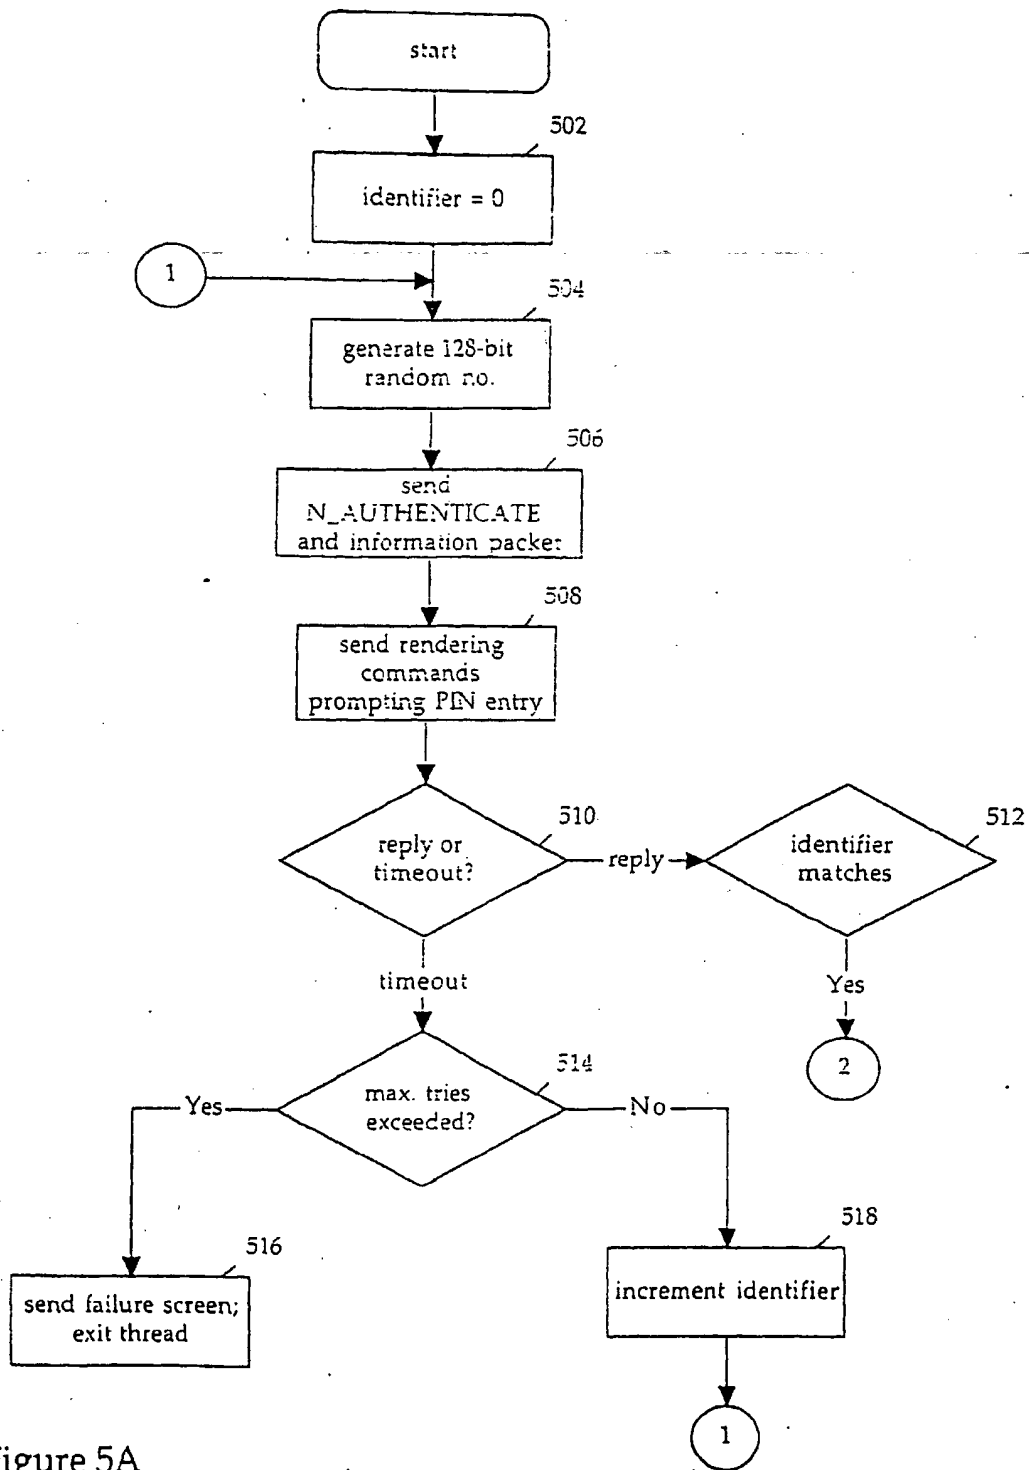 start
502
identifier = 0
1
504
generate 128-bit
random no.
506
send
N_AUTHENTICATE
and information packet
508
send rendering
commands
prompting PIN entry
510
reply or
timeout?
reply
512
identifier
matches
timeout
Yes
2
514
max. tries
exceeded?
Yes
No
516
send failure screen;
exit thread
518
increment identifier
1
igure 5A